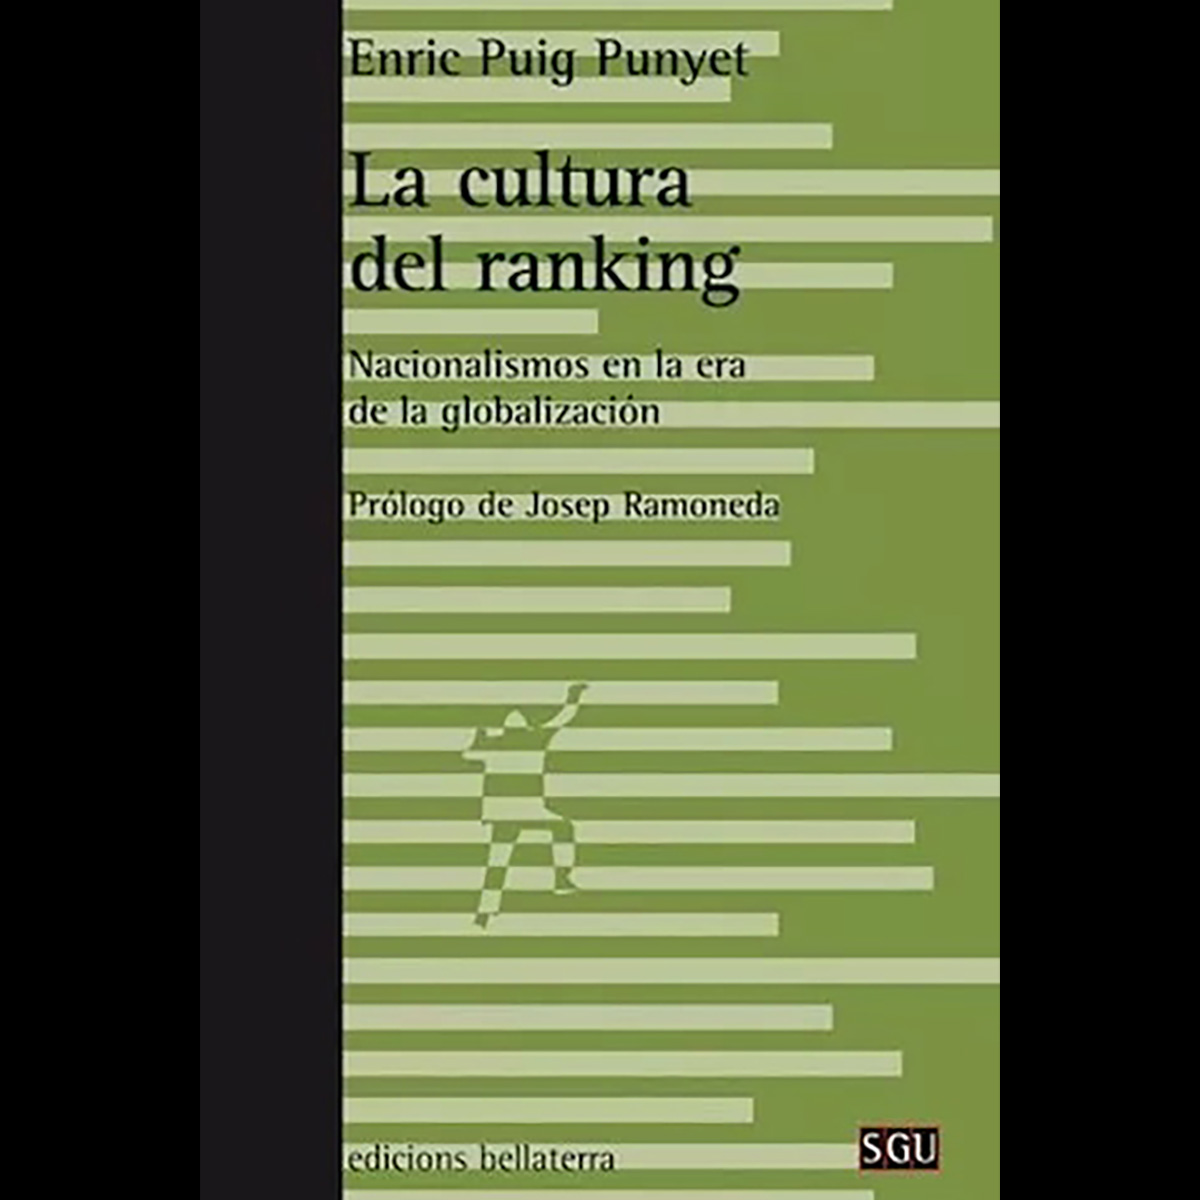 Enric Puig Punyet
La cultura
del ranking
Nacionalismos en la era
de la globalización
Prólogo de Josep Ramoneda
edicions bellaterra
SGU